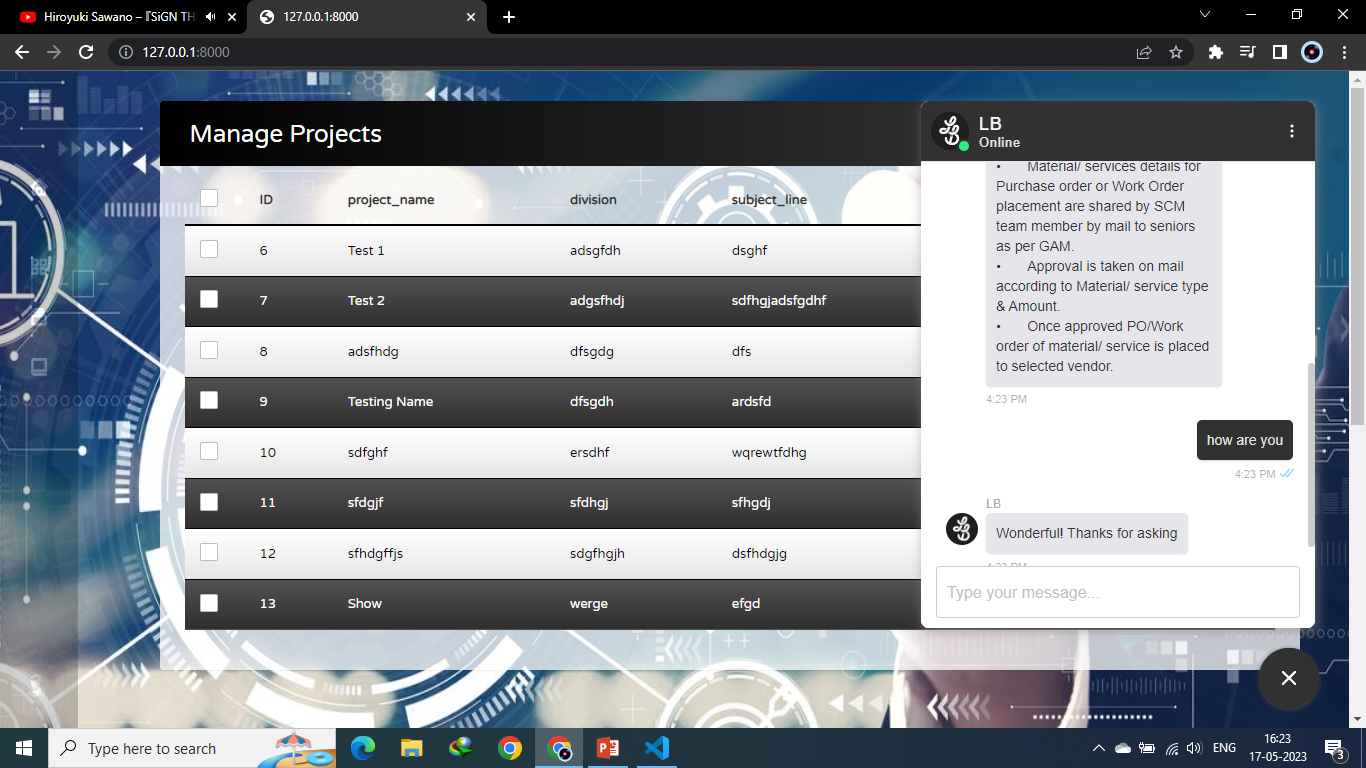 Hiroyuki Sawano – 『SiGN TH
127.0.0.1:8000
127.0.0.1:8000
Manage Projects
ID project_name division subject_line
6 Test 1 adsgfdh dsghf
7 Test 2 adgsfhdj sdfhgjadsfgdhf
8 adsfhdg dfsgdg dfs
9 Testing Name dfsgdh ardsfd
10 sdfghf ersdhf wqrewtfdhg
11 sfdgjf sfdhgj sfhgdj
12 sfhdgffjs sdgfhgjh dsfhdgjg
13 Show werge efgd
LB
Online
• Material/ services details for
Purchase order or Work Order
placement are shared by SCM
team member by mail to seniors
as per GAM.
• Approval is taken on mail
according to Material/ service type
& Amount.
• Once approved PO/Work
order of material/ service is placed
to selected vendor.
4:23 PM
how are you
4:23 PM
LB
Wonderful! Thanks for asking
4:23 PM
Type your message...
Type here to search
ENG
16:23
17-05-2023
3